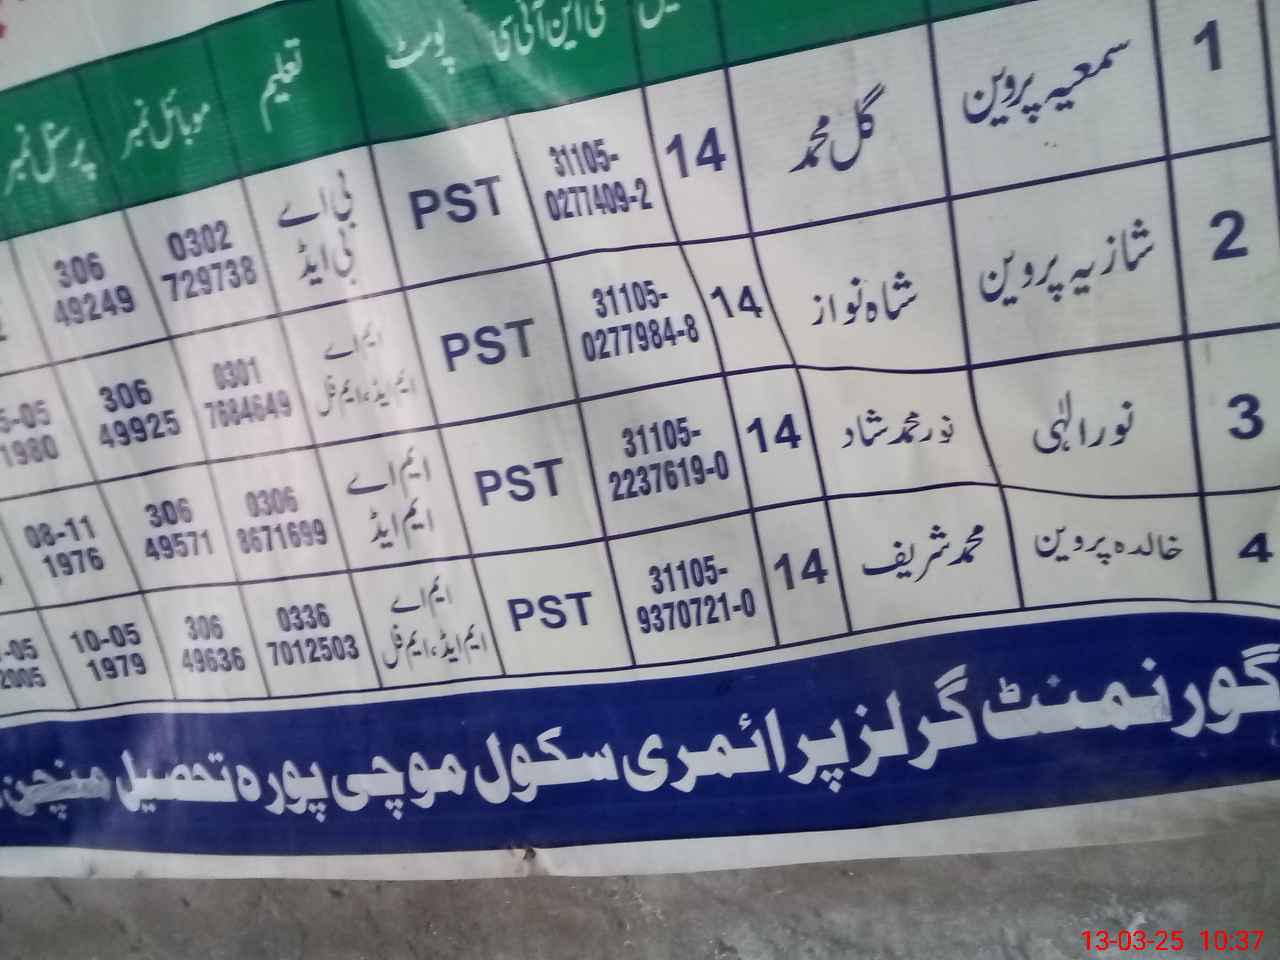 سی این آئی سی پوسٹ تعلیم موبائل نمبر پرسنل نمبر
1 سمعیہ پروین گل محمد 14 31105-0277409-2 PST بی اے بی ایڈ 0302 729738 306 49249
2 شازیہ پروین شاہ نواز 14 31105-0277984-8 PST ایم اے ایم ایڈ، ایم فل 0301 7684649 306 49925 1980
3 نور الہٰی نور محمد شاد 14 31105-2237619-0 PST ایم اے ایم ایڈ 0306 8671699 306 49571 08-11 1976
4 خالدہ پروین محمد شریف 14 31105-9370721-0 PST ایم اے ایم ایڈ، ایم فل 0336 7012503 306 49636 10-05 1979 2005
گورنمنٹ گرلز پرائمری سکول موچی پورہ تحصیل منچن
13-03-25 10:37